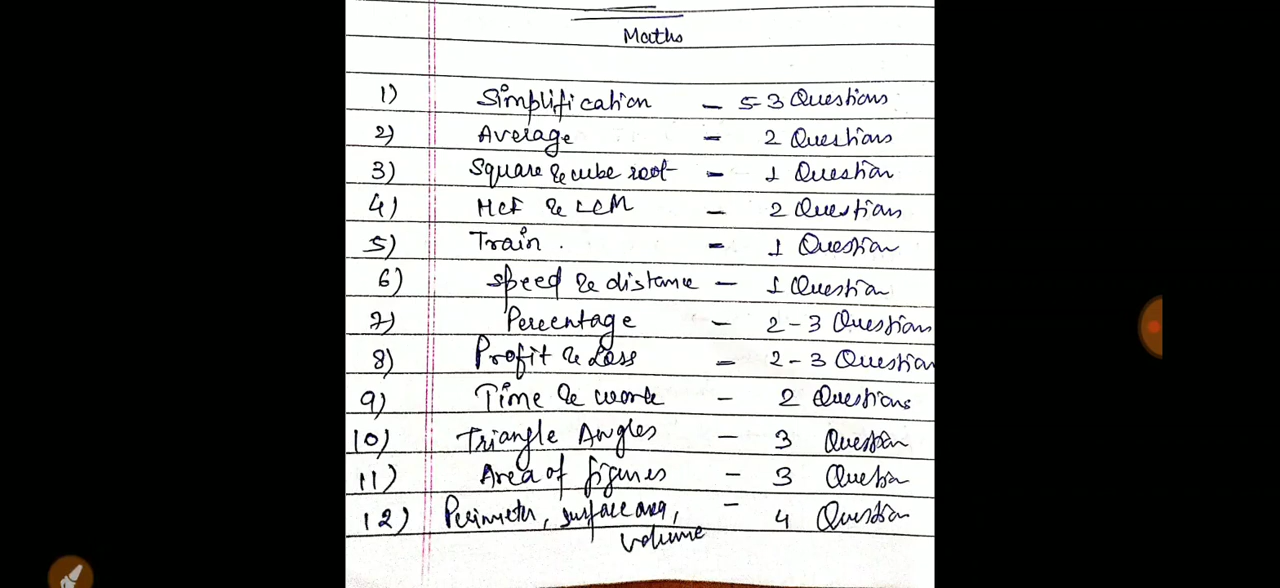 Maths
1) Simplification - 5-3 Questions
2) Average - 2 Questions
3) Square & cube root - 1 Question
4) HCF & LCM - 2 Questions
5) Train. - 1 Question
6) Speed & distance - 1 Question
7) Percentage - 2-3 Question
8) Profit & Loss - 2-3 Question
9) Time & work - 2 Questions
10) Triangle Angles - 3 Question
11) Area of figures - 3 Question
12) Perimeter, surface area, - 4 Question
volume